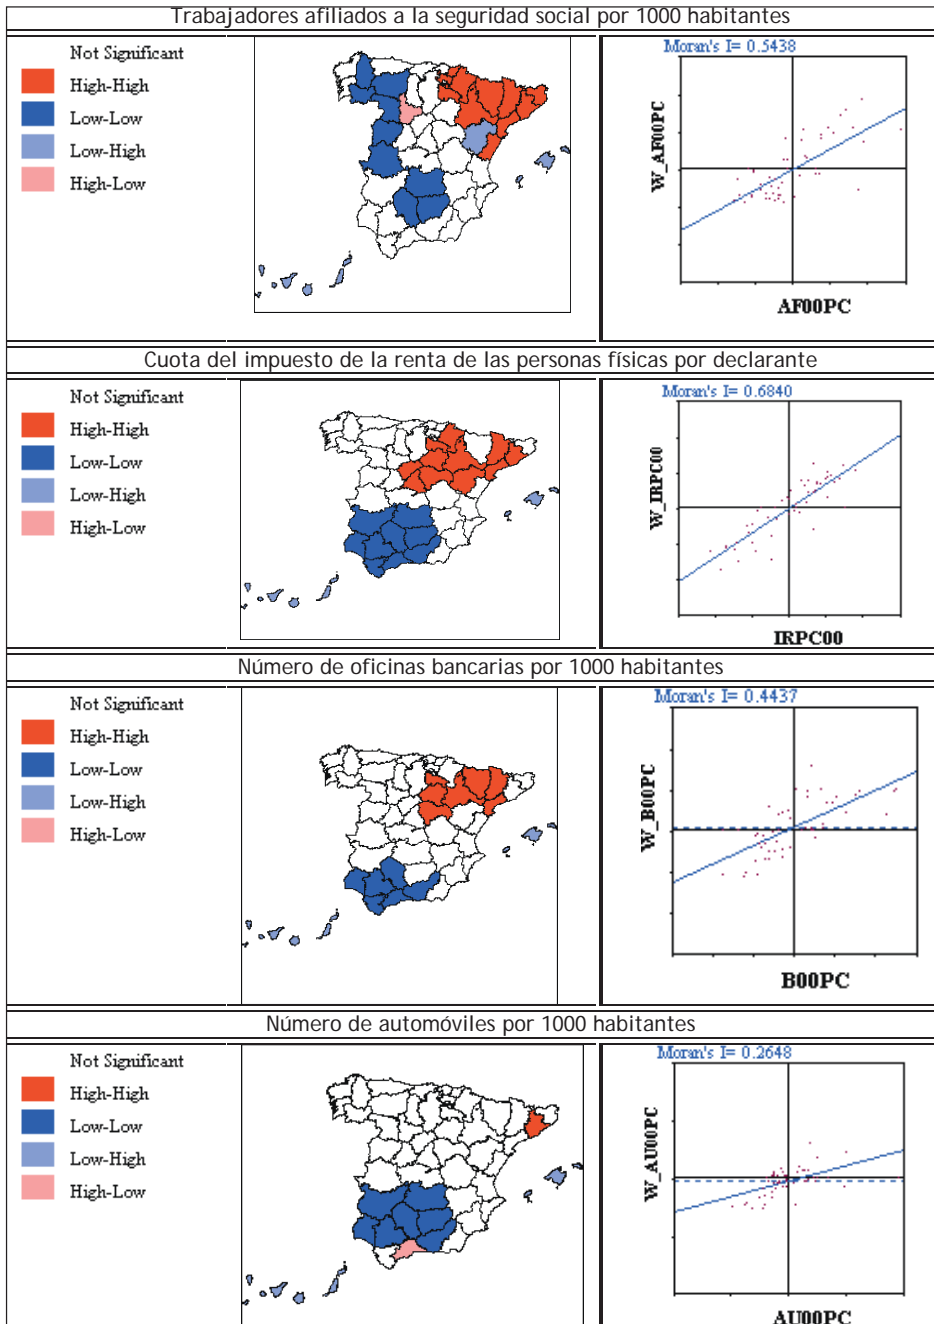 Trabajadores afiliados a la seguridad social por 1000 habitantes
Not Significant
High-High
Low-Low
Low-High
High-Low
Moran's I= 0.5438
W_AF00PC
AF00PC
Cuota del impuesto de la renta de las personas físicas por declarante
Not Significant
High-High
Low-Low
Low-High
High-Low
Moran's I= 0.6840
W_IRPC00
IRPC00
Número de oficinas bancarias por 1000 habitantes
Not Significant
High-High
Low-Low
Low-High
High-Low
Moran's I= 0.4437
W_B00PC
B00PC
Número de automóviles por 1000 habitantes
Not Significant
High-High
Low-Low
Low-High
High-Low
Moran's I= 0.2648
W_AU00PC
AU00PC